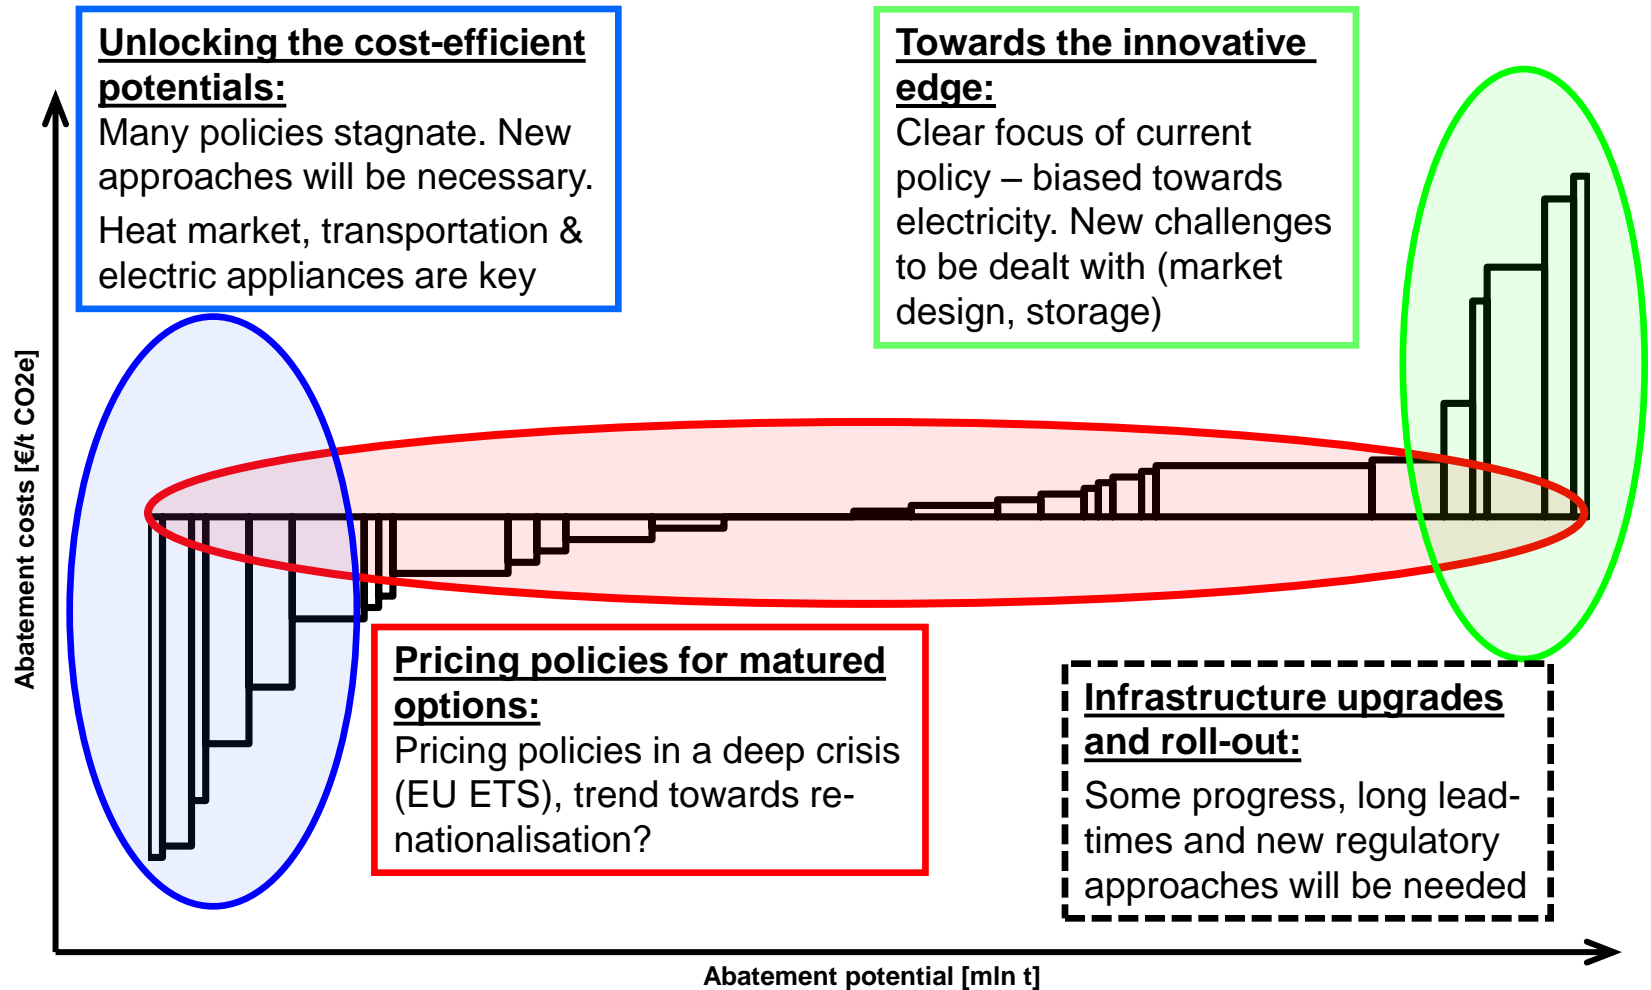 Unlocking the cost-efficient
potentials:
Many policies stagnate. New
approaches will be necessary.
Heat market, transportation &
electric appliances are key
Towards the innovative
edge:
Clear focus of current
policy – biased towards
electricity. New challenges
to be dealt with (market
design, storage)
Abatement costs [€/t CO2e]
Pricing policies for matured
options:
Pricing policies in a deep crisis
(EU ETS), trend towards re-
nationalisation?
Infrastructure upgrades
and roll-out:
Some progress, long lead-
times and new regulatory
approaches will be needed
Abatement potential [mln t]